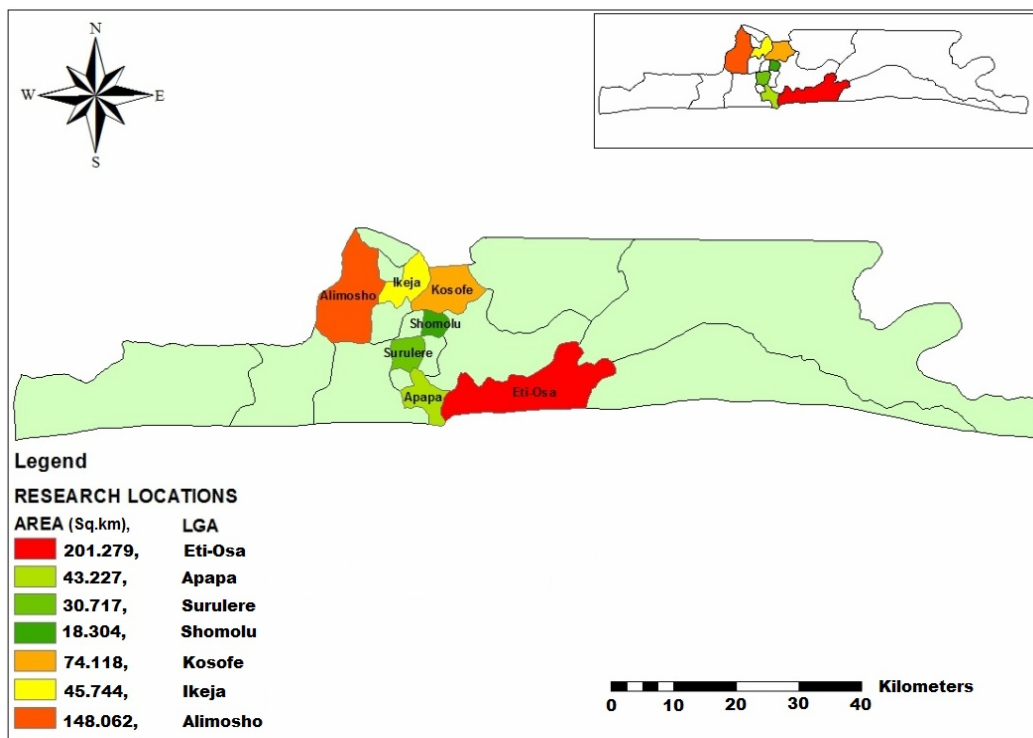 N
W
E
S
Ikeja
Alimosho
Kosofe
Shomolu
Surulere
Apapa
Eti-Osa
Legend
RESEARCH LOCATIONS
AREA (Sq.km), LGA
201.279, Eti-Osa
43.227, Apapa
30.717, Surulere
18.304, Shomolu
74.118, Kosofe
45.744, Ikeja
148.062, Alimosho
Kilometers
0 10 20 30 40